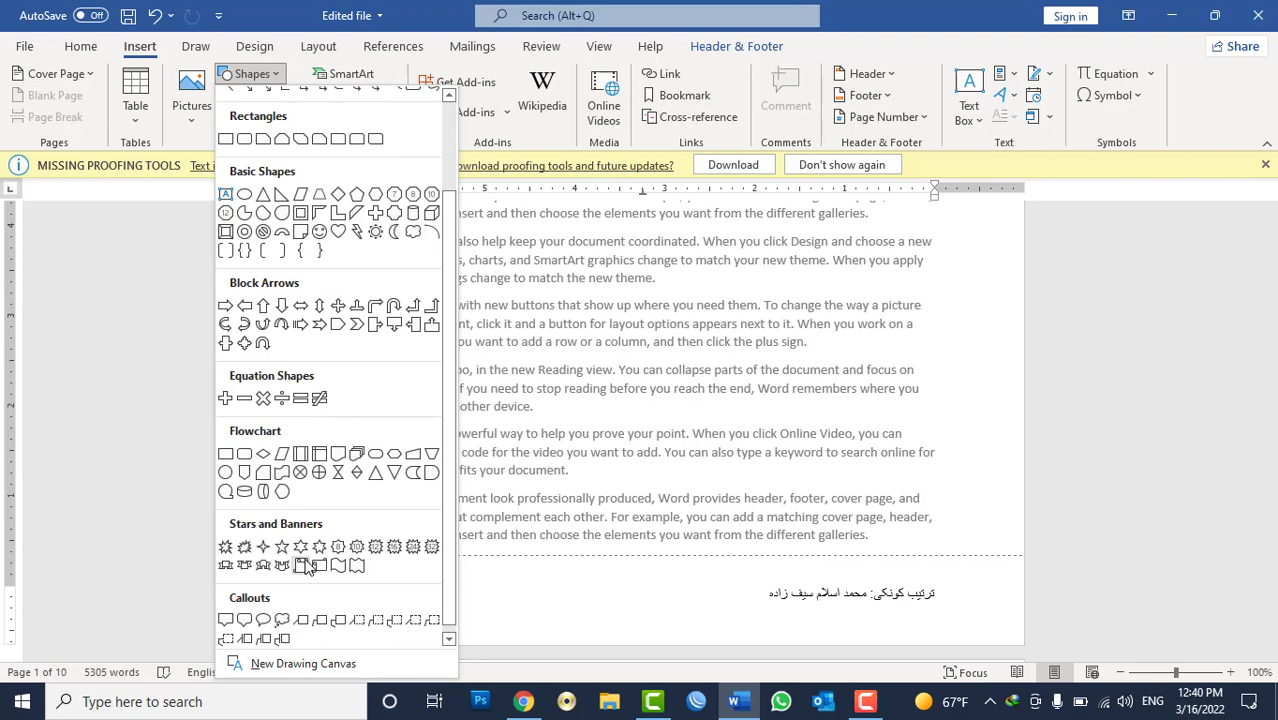 AutoSave Off
Edited file
Search (Alt+Q)
Sign in
File Home Insert Draw Design Layout References Mailings Review View Help Header & Footer
Share
Cover Page
Blank Page
Page Break
Pages
Table
Tables
Pictures
Shapes
SmartArt
Get Add-ins
Wikipedia
Online
Videos
Media
Link
Bookmark
Cross-reference
Links
Comment
Comments
Header
Footer
Page Number
Header & Footer
Text
Box
Text
Equation
Symbol
Symbols
MISSING PROOFING TOOLS
Text i
ownload proofing tools and future updates?
Download
Don't show again
Rectangles
Basic Shapes
Block Arrows
Equation Shapes
Flowchart
Stars and Banners
Callouts
New Drawing Canvas
5 4 3 2 1
nsert and then choose the elements you want from the different galleries.
also help keep your document coordinated. When you click Design and choose a new
s, charts, and SmartArt graphics change to match your new theme. When you apply
gs change to match the new theme.
with new buttons that show up where you need them. To change the way a picture
nt, click it and a button for layout options appears next to it. When you work on a
you want to add a row or a column, and then click the plus sign.
oo, in the new Reading view. You can collapse parts of the document and focus on
f you need to stop reading before you reach the end, Word remembers where you
other device.
owerful way to help you prove your point. When you click Online Video, you can
code for the video you want to add. You can also type a keyword to search online for
fits your document.
ment look professionally produced, Word provides header, footer, cover page, and
at complement each other. For example, you can add a matching cover page, header,
nsert and then choose the elements you want from the different galleries.
ترتیب کونکی: محمد اسلام سیف زاده
Page 1 of 10 5305 words Englis
Focus
100%
Type here to search
67°F
ENG
12:40 PM
3/16/2022